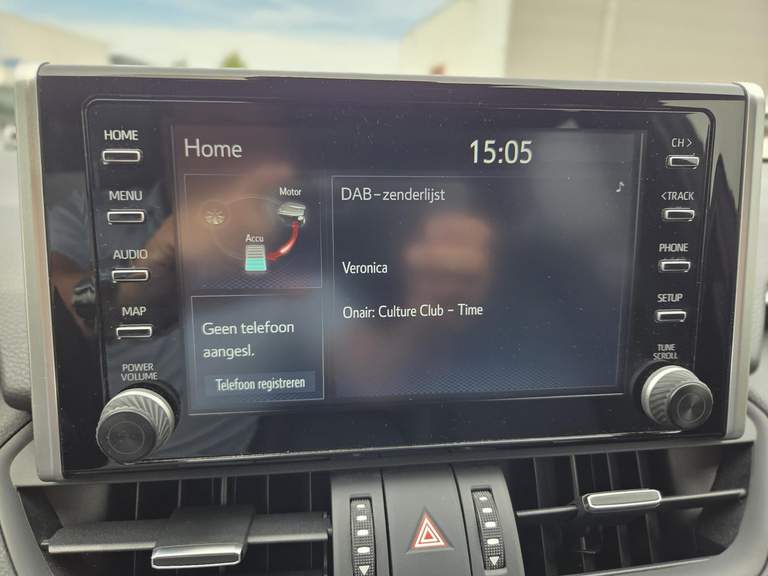 HOME
MENU
AUDIO
MAP
POWER
VOLUME
Home
15:05
Motor
Accu
Geen telefoon
aangesl.
Telefoon registreren
DAB-zenderlijst
Veronica
Onair: Culture Club - Time
CH >
<TRACK
PHONE
SETUP
TUNE
SCROLL